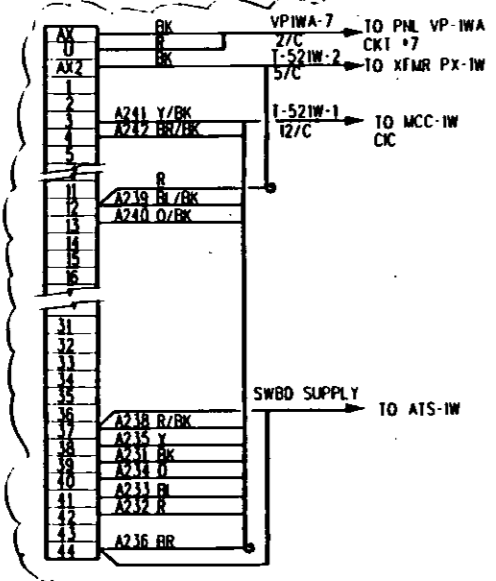 AX BK VP1WA-7 TO PNL VP-1WA
0 R 2/C CKT #7
AX2 BK T-521W-2 TO XFMR PX-1W
5/C
1
2
3 A241 Y/BK T-521W-1 TO MCC-1W
4 A242 BR/BK 12/C CIC
5
R
11
12 A239 BL/BK
13 A240 O/BK
14
15
16
31
32
33
34
35
36 SWBD SUPPLY TO ATS-1W
37 A238 R/BK
38 A235 Y
39 A231 BK
40 A234 O
41 A233 BL
42 A232 R
43
44 A236 BR